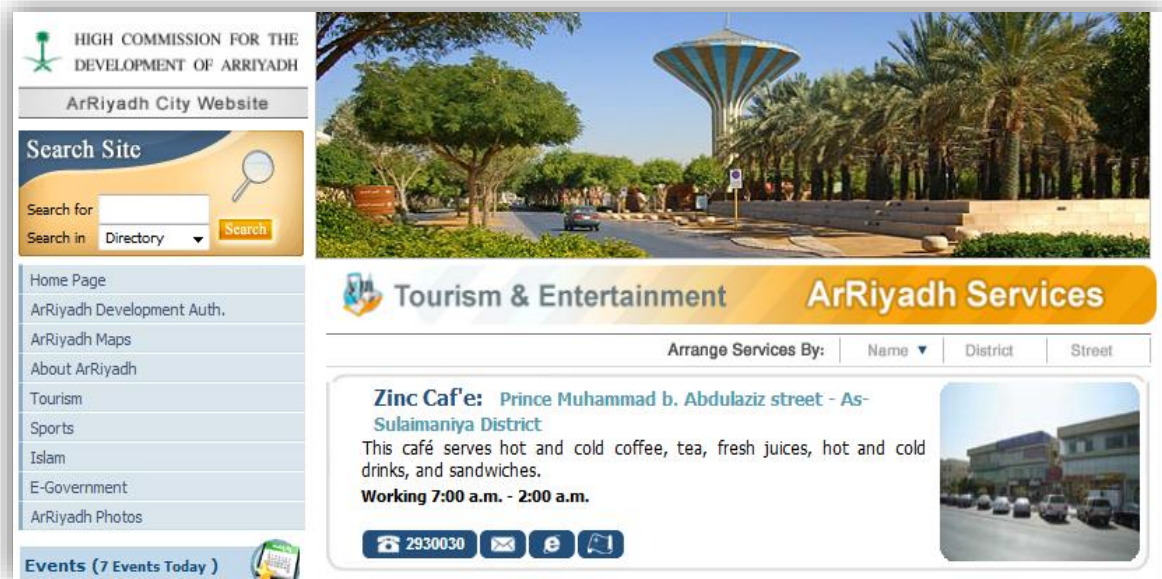 HIGH COMMISSION FOR THE
DEVELOPMENT OF ARRIYADH
ArRiyadh City Website
Search Site
Search for
Search in Directory
Search
Home Page
ArRiyadh Development Auth.
ArRiyadh Maps
About ArRiyadh
Tourism
Sports
Islam
E-Government
ArRiyadh Photos
Events (7 Events Today )
Tourism & Entertainment ArRiyadh Services
Arrange Services By: Name District Street
Zinc Caf'e: Prince Muhammad b. Abdulaziz street - As-
Sulaimaniya District
This café serves hot and cold coffee, tea, fresh juices, hot and cold
drinks, and sandwiches.
Working 7:00 a.m. - 2:00 a.m.
2930030